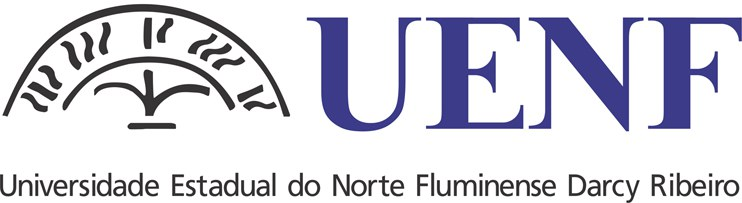 UENF
Universidade Estadual do Norte Fluminense Darcy Ribeiro